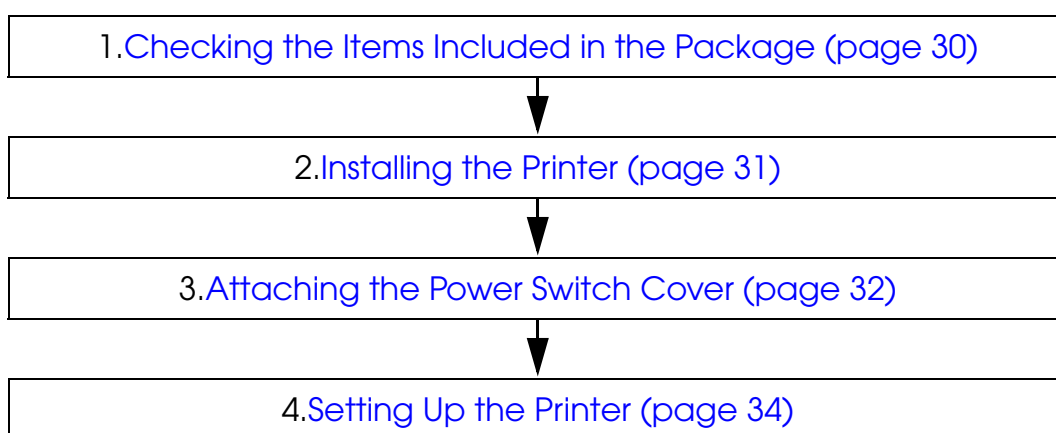 1.Checking the Items Included in the Package (page 30)
2.Installing the Printer (page 31)
3.Attaching the Power Switch Cover (page 32)
4.Setting Up the Printer (page 34)